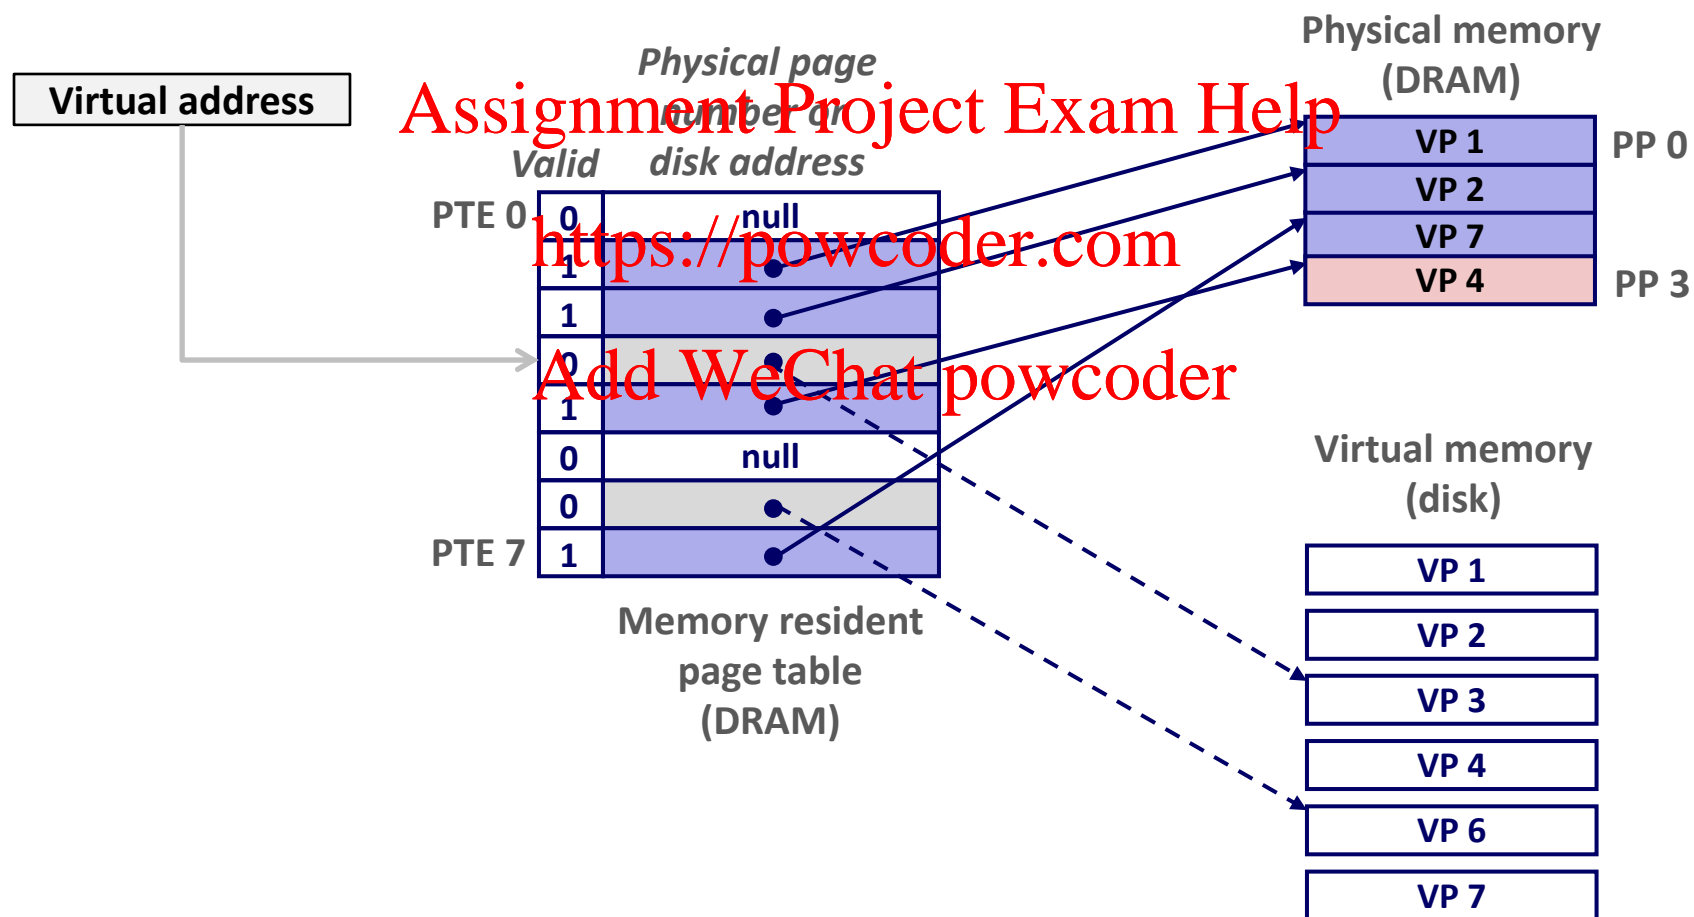 Physical memory
(DRAM)
Virtual address
Physical page
number or
disk address
Valid
Assignment Project Exam Help
VP 1
PP 0
VP 2
VP 7
VP 4
PP 3
PTE 0
0
null
https://powcoder.com
1
1
0
Add WeChat powcoder
1
0
null
0
PTE 7
1
Memory resident
page table
(DRAM)
Virtual memory
(disk)
VP 1
VP 2
VP 3
VP 4
VP 6
VP 7